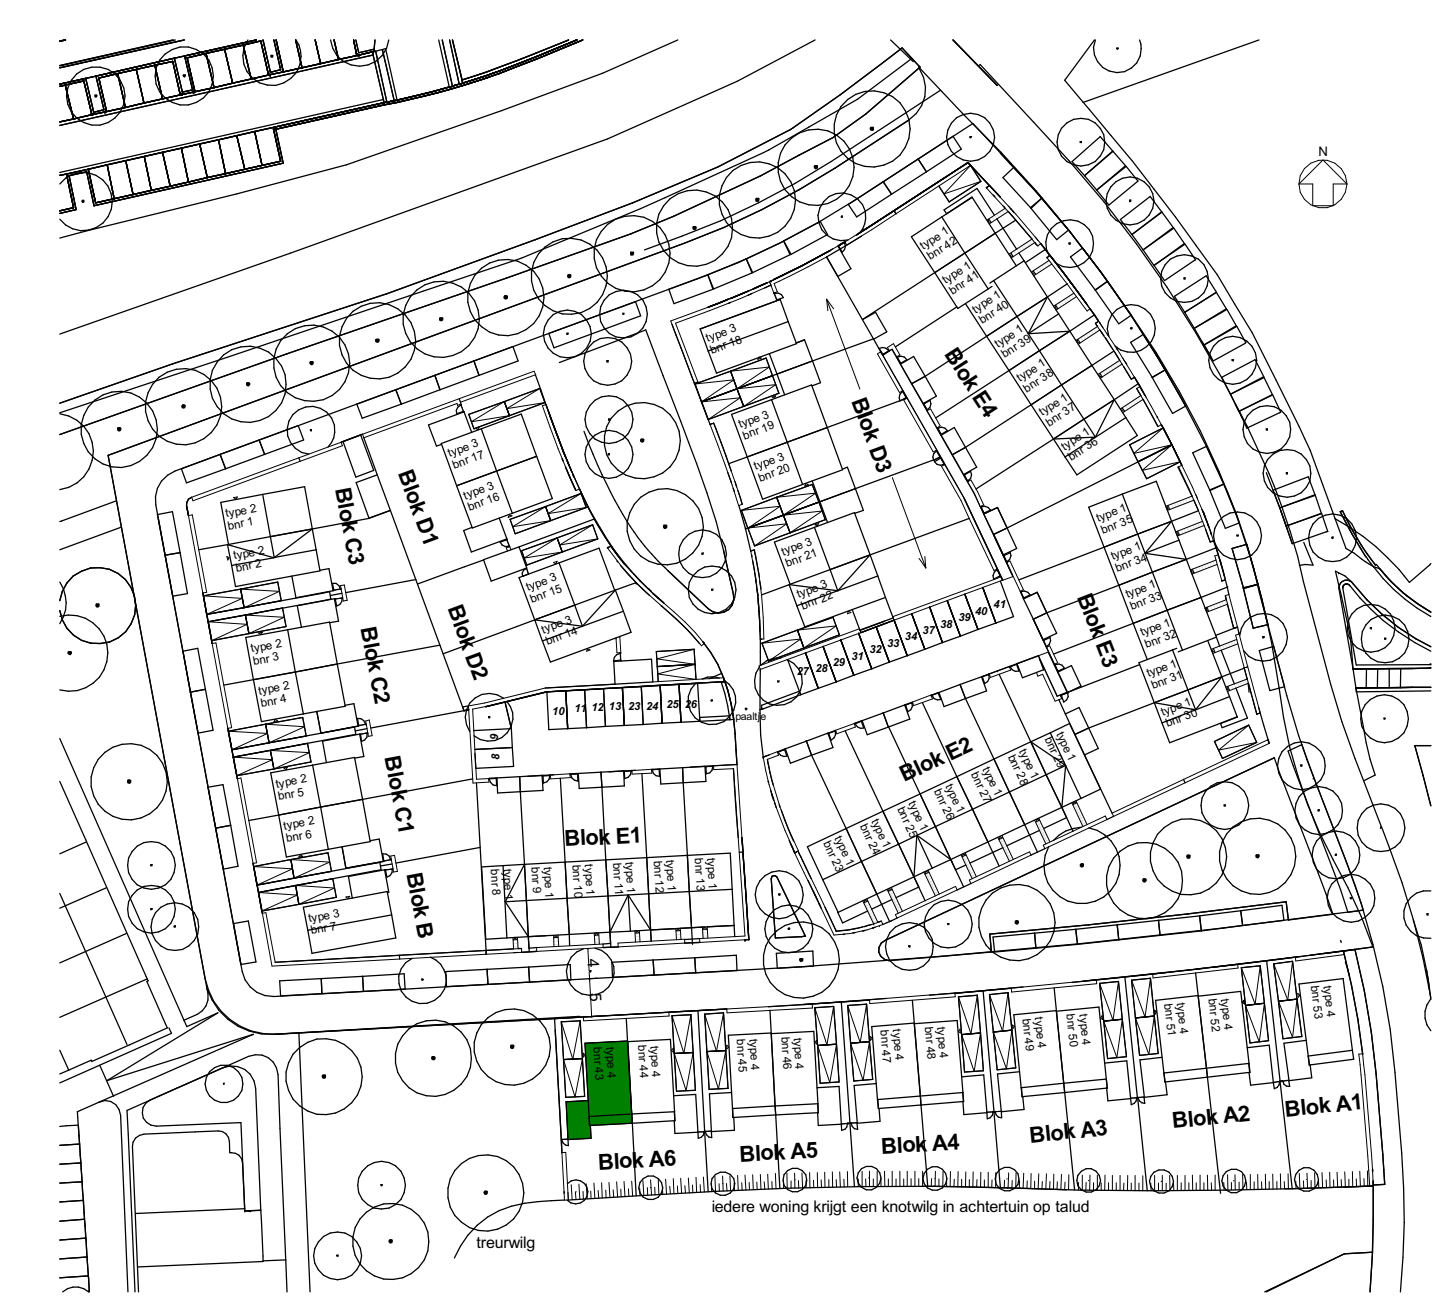 N
type 1
bnr 42
type 1
bnr 41
type 1
bnr 40
type 1
bnr 39
type 1
bnr 38
type 1
bnr 37
type 1
bnr 36
Blok E4
type 3
bnr 18
type 3
bnr 19
type 3
bnr 20
type 3
bnr 21
type 3
bnr 22
Blok D3
type 3
bnr 17
type 3
bnr 16
Blok D1
type 3
bnr 15
type 3
bnr 14
Blok D2
type 2
bnr 1
type 2
bnr 2
Blok C3
type 2
bnr 3
type 2
bnr 4
Blok C2
type 2
bnr 5
type 2
bnr 6
Blok C1
type 3
bnr 7
Blok B
type 1
bnr 35
type 1
bnr 34
type 1
bnr 33
type 1
bnr 32
type 1
bnr 31
type 1
bnr 30
Blok E3
27 28 29 31 32 33 34 37 38 39 40 41
10 11 12 13 23 24 25 26
9
8
paaltje
Blok E2
type 1
bnr 23
type 1
bnr 24
type 1
bnr 25
type 1
bnr 26
type 1
bnr 27
type 1
bnr 28
type 1
bnr 29
Blok E1
type 1
bnr 8
type 1
bnr 9
type 1
bnr 10
type 1
bnr 11
type 1
bnr 12
type 1
bnr 13
4
5
type 4
bnr 43
type 4
bnr 44
type 4
bnr 45
type 4
bnr 46
type 4
bnr 47
type 4
bnr 48
type 4
bnr 49
type 4
bnr 50
type 4
bnr 51
type 4
bnr 52
type 4
bnr 53
Blok A6
Blok A5
Blok A4
Blok A3
Blok A2
Blok A1
iedere woning krijgt een knotwilg in achtertuin op talud
treurwilg